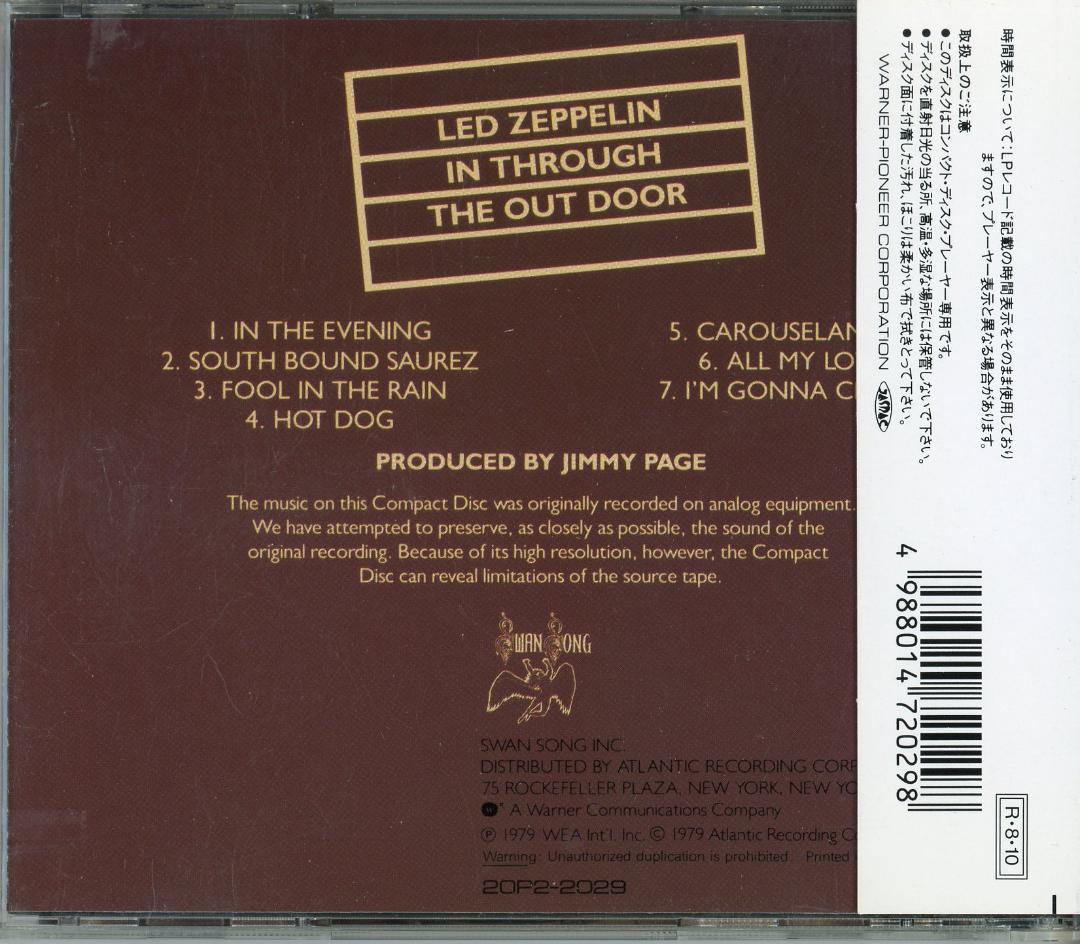 LED ZEPPELIN
IN THROUGH
THE OUT DOOR
1. IN THE EVENING
2. SOUTH BOUND SAUREZ
3. FOOL IN THE RAIN
4. HOT DOG
5. CAROUSELAN
6. ALL MY LO
7. I'M GONNA C
PRODUCED BY JIMMY PAGE
The music on this Compact Disc was originally recorded on analog equipment.
We have attempted to preserve, as closely as possible, the sound of the
original recording. Because of its high resolution, however, the Compact
Disc can reveal limitations of the source tape.
SWAN SONG
SWAN SONG INC.
DISTRIBUTED BY ATLANTIC RECORDING CORP
75 ROCKEFELLER PLAZA, NEW YORK, NEW YO
A Warner Communications Company
℗ 1979 WEA Int'l. Inc. © 1979 Atlantic Recording Co
Warning: Unauthorized duplication is prohibited. Printed
20P2-2029
時間表示について:LPレコード記載の時間表示をそのまま使用しており
ますので、プレーヤー表示と異なる場合があります。
取扱上のご注意
●このディスクはコンパクト・ディスク・プレーヤー専用です。
●ディスクを直射日光の当る所、高温・多湿な場所には保管しないで下さい。
●ディスク面に付着した汚れ、ほこりは柔かい布で拭きとって下さい。
WARNER-PIONEER CORPORATION JASRAC
4 988014 720298
R・8・10